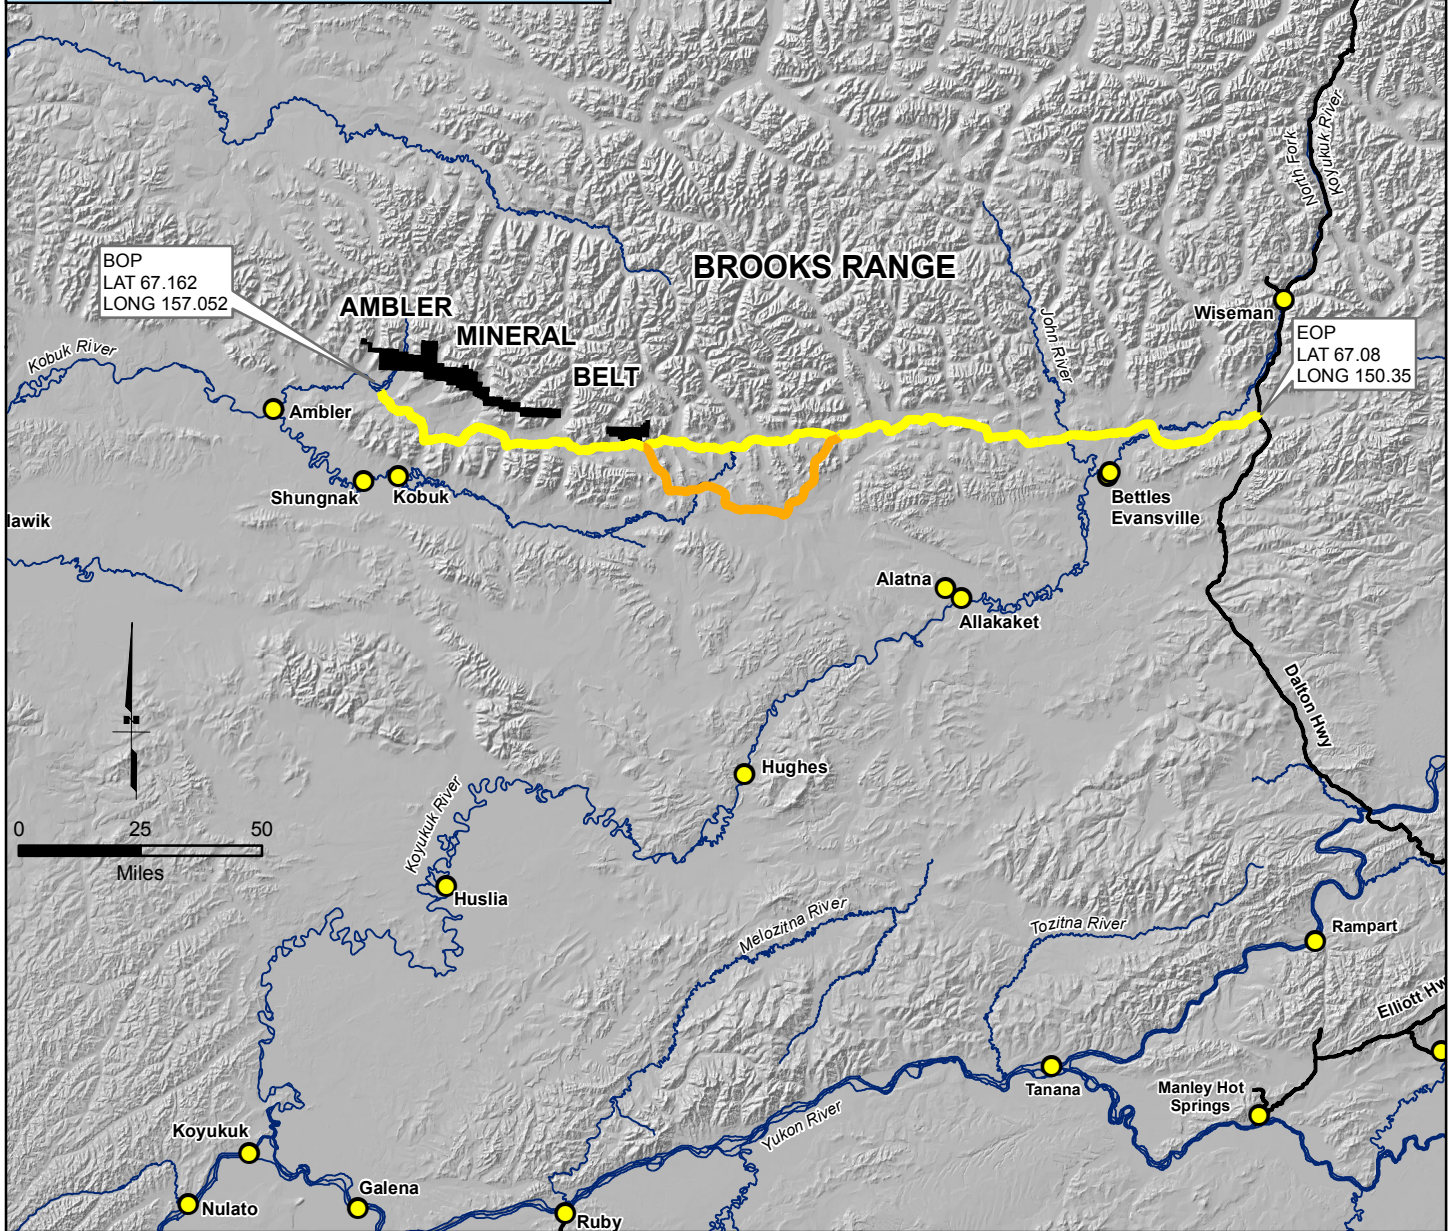 North Fork
Koyukuk River
BROOKS RANGE
BOP
LAT 67.162
LONG 157.052
AMBLER
MINERAL
BELT
Wiseman
EOP
LAT 67.08
LONG 150.35
John River
Kobuk River
Ambler
Shungnak
Kobuk
Bettles
Evansville
lawik
Alatna
Allakaket
Dalton Hwy
Hughes
Koyukuk River
0 25 50
Miles
Huslia
Melozitna River
Tozitna River
Rampart
Elliott Hw
Tanana
Manley Hot
Springs
Yukon River
Koyukuk
Galena
Nulato
Ruby